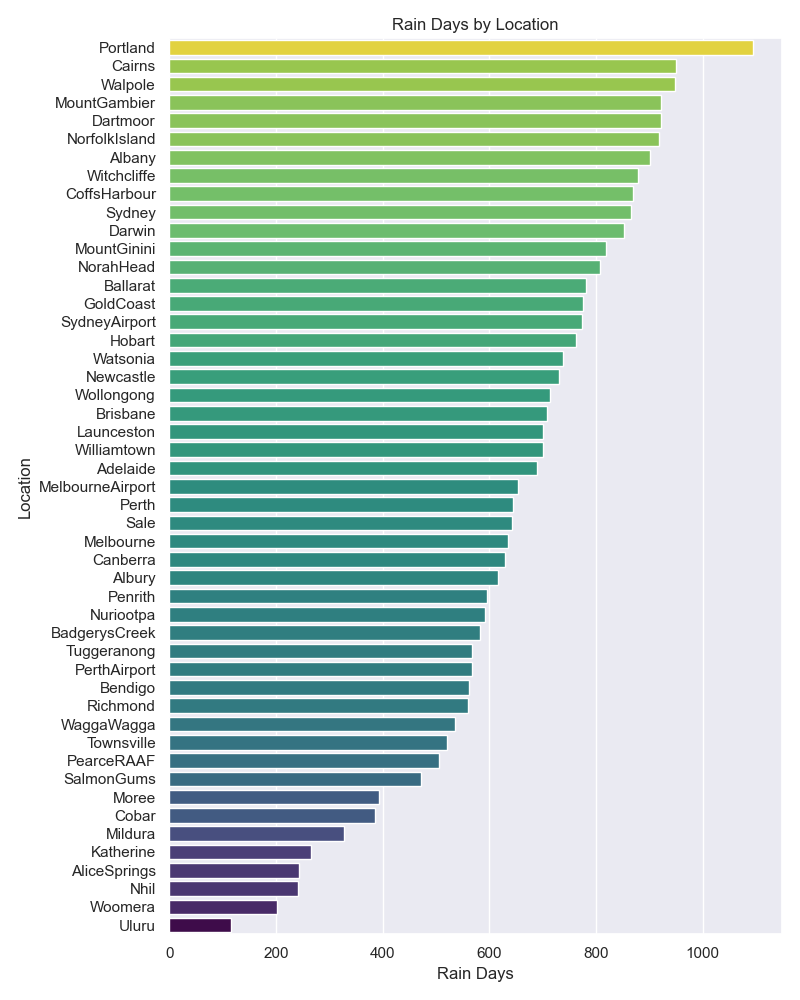 Rain Days by Location
Portland
Cairns
Walpole
MountGambier
Dartmoor
NorfolkIsland
Albany
Witchcliffe
CoffsHarbour
Sydney
Darwin
MountGinini
NorahHead
Ballarat
GoldCoast
SydneyAirport
Hobart
Watsonia
Newcastle
Wollongong
Brisbane
Launceston
Williamtown
Adelaide
MelbourneAirport
Perth
Sale
Melbourne
Canberra
Albury
Penrith
Nuriootpa
BadgerysCreek
Tuggeranong
PerthAirport
Bendigo
Richmond
WaggaWagga
Townsville
PearceRAAF
SalmonGums
Moree
Cobar
Mildura
Katherine
AliceSprings
Nhil
Woomera
Uluru
Location
0 200 400 600 800 1000
Rain Days